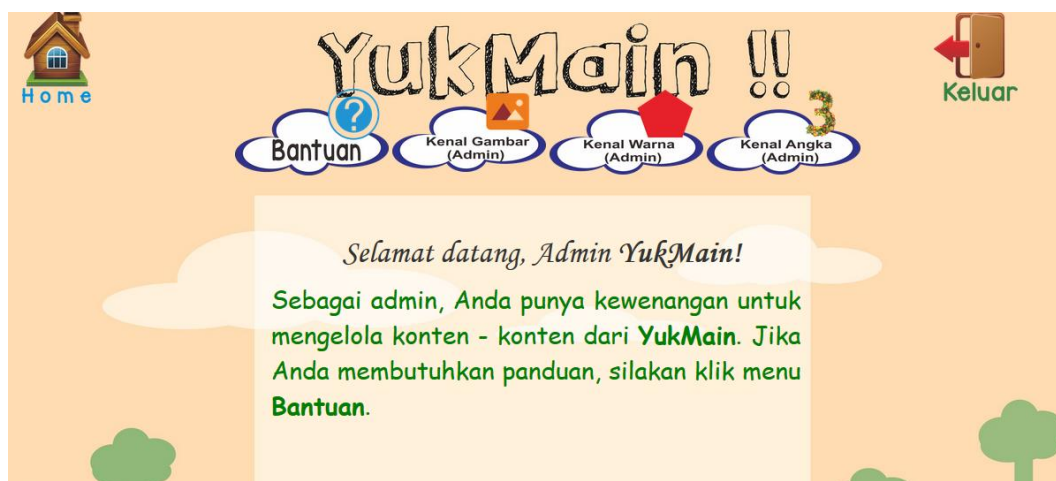 YukMain !!
Home
Keluar
Bantuan
?
Kenal Gambar
(Admin)
Kenal Warna
(Admin)
3
Kenal Angka
(Admin)
Selamat datang, Admin YukMain!
Sebagai admin, Anda punya kewenangan untuk
mengelola konten - konten dari YukMain. Jika
Anda membutuhkan panduan, silakan klik menu
Bantuan.